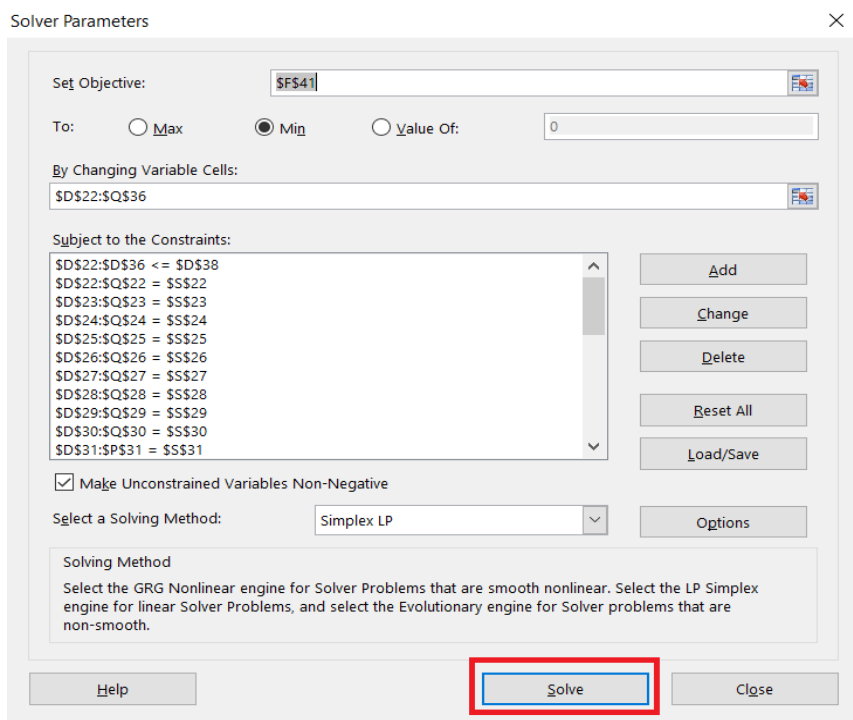 Solver Parameters
Set Objective:
$F$41
To:
Max
Min
Value Of:
0
By Changing Variable Cells:
$D$22:$Q$36
Subject to the Constraints:
$D$22:$D$36 <= $D$38
$D$22:$Q$22 = $S$22
$D$23:$Q$23 = $S$23
$D$24:$Q$24 = $S$24
$D$25:$Q$25 = $S$25
$D$26:$Q$26 = $S$26
$D$27:$Q$27 = $S$27
$D$28:$Q$28 = $S$28
$D$29:$Q$29 = $S$29
$D$30:$Q$30 = $S$30
$D$31:$P$31 = $S$31
Add
Change
Delete
Reset All
Load/Save
Make Unconstrained Variables Non-Negative
Select a Solving Method:
Simplex LP
Options
Solving Method
Select the GRG Nonlinear engine for Solver Problems that are smooth nonlinear. Select the LP Simplex
engine for linear Solver Problems, and select the Evolutionary engine for Solver problems that are
non-smooth.
Help
Solve
Close